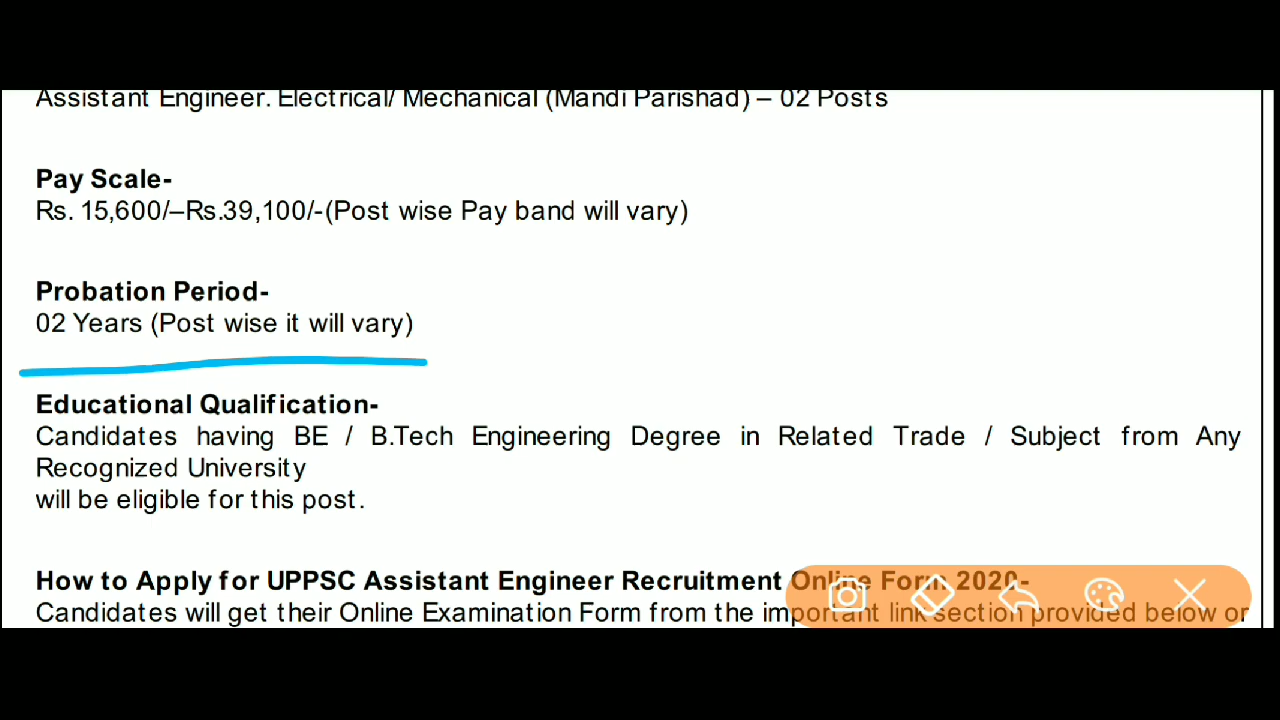 Assistant Engineer. Electrical/ Mechanical (Mandi Parishad) – 02 Posts
Pay Scale-
Rs. 15,600/–Rs.39,100/-(Post wise Pay band will vary)
Probation Period-
02 Years (Post wise it will vary)
Educational Qualification-
Candidates having BE / B.Tech Engineering Degree in Related Trade / Subject from Any
Recognized University
will be eligible for this post.
How to Apply for UPPSC Assistant Engineer Recruitment Online Form 2020-
Candidates will get their Online Examination Form from the important link section provided below or